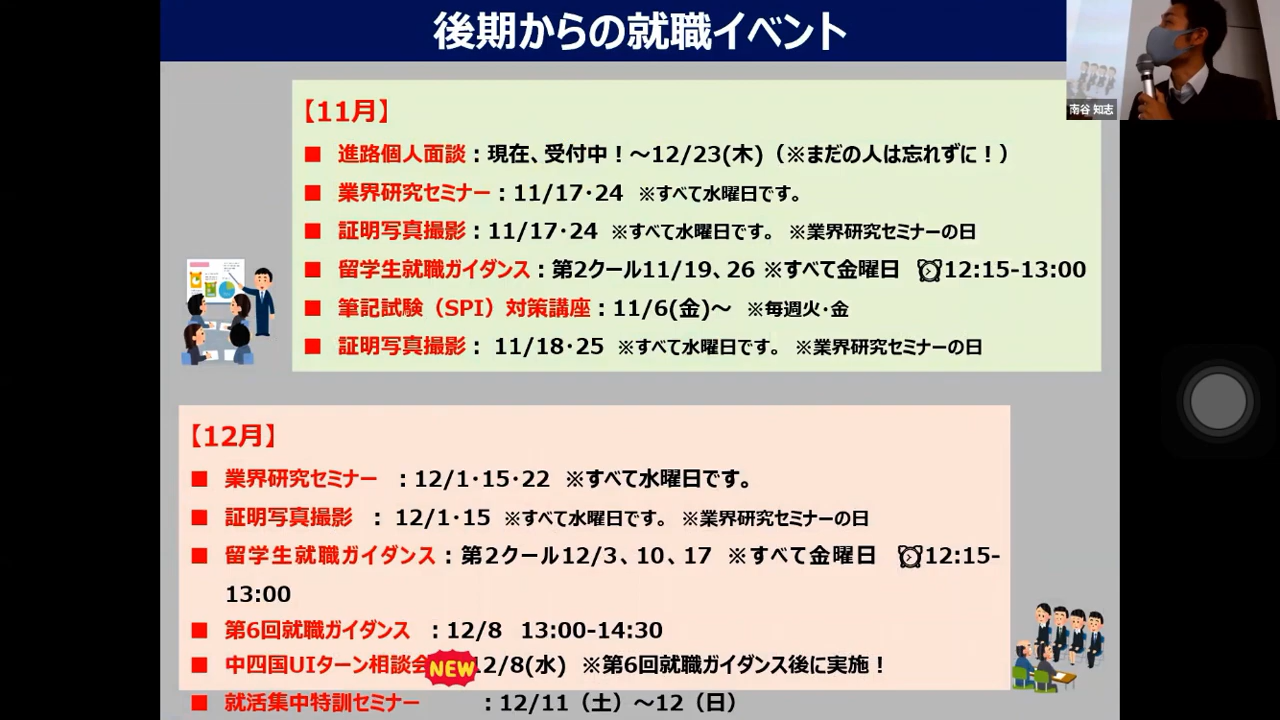 後期からの就職イベント
南谷 知志
【11月】
■ 進路個人面談：現在、受付中！～12/23(木)（※まだの人は忘れずに！）
■ 業界研究セミナー：11/17･24 ※すべて水曜日です。
■ 証明写真撮影：11/17･24 ※すべて水曜日です。 ※業界研究セミナーの日
■ 留学生就職ガイダンス：第2クール11/19、26 ※すべて金曜日 12:15-13:00
■ 筆記試験（SPI）対策講座：11/6(金)～ ※毎週火･金
■ 証明写真撮影： 11/18･25 ※すべて水曜日です。 ※業界研究セミナーの日
【12月】
■ 業界研究セミナー ：12/1･15･22 ※すべて水曜日です。
■ 証明写真撮影 ： 12/1･15 ※すべて水曜日です。 ※業界研究セミナーの日
■ 留学生就職ガイダンス：第2クール12/3、10、17 ※すべて金曜日 12:15-
13:00
■ 第6回就職ガイダンス ：12/8 13:00-14:30
■ 中四国UIターン相談会 NEW 12/8(水) ※第6回就職ガイダンス後に実施！
■ 就活集中特訓セミナー ：12/11（土）～12（日）